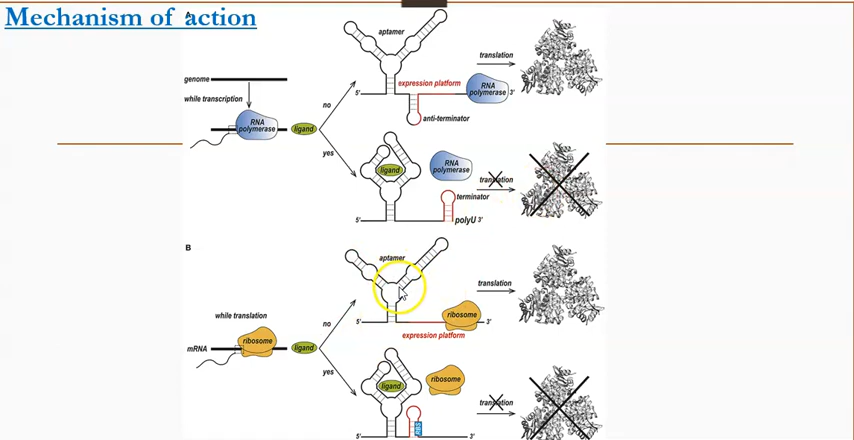 Mechanism of action
A
aptamer
translation
genome
expression platform
while transcription
RNA
polymerase
3'
5'
no
RNA
polymerase
ligand
anti-terminator
yes
RNA
polymerase
ligand
translation
terminator
5'
polyU 3'
B
aptamer
translation
while translation
no
ribosome
5'
3'
ribosome
expression platform
mRNA
ligand
yes
ribosome
ligand
translation
RBS
5'
3'